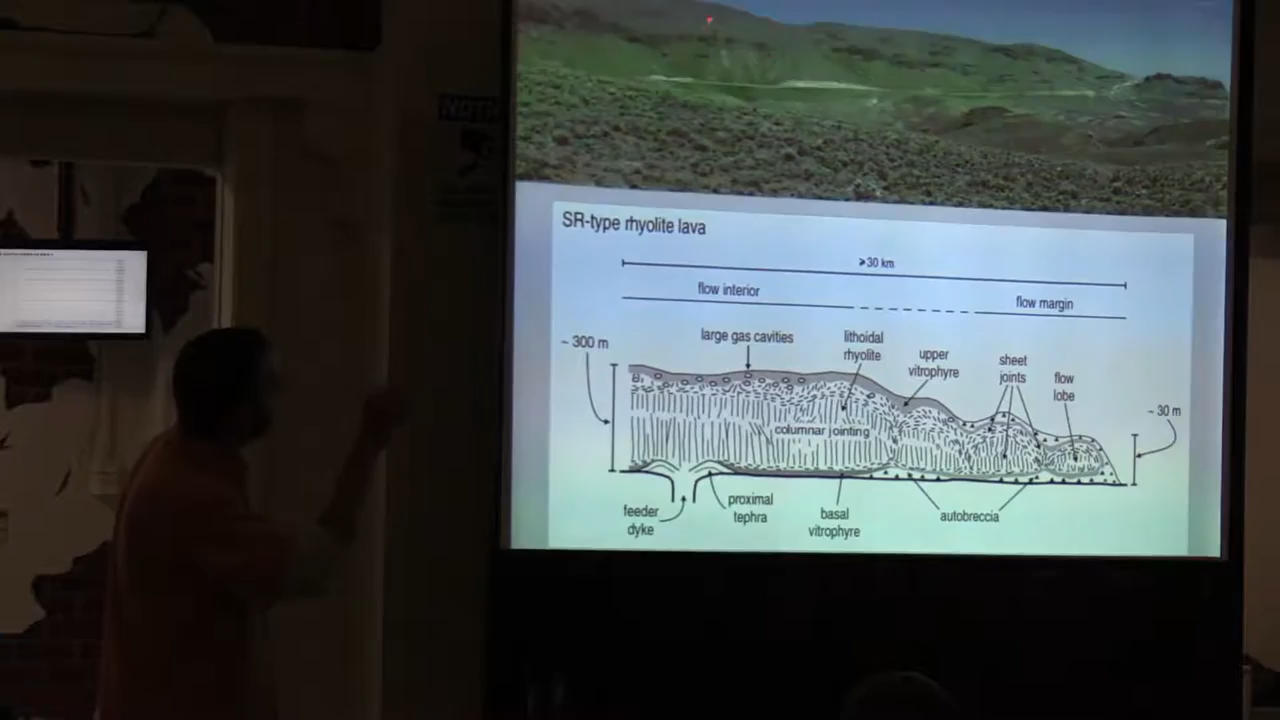 SR-type rhyolite lava
⩾30 km
flow interior
flow margin
~ 300 m
large gas cavities
lithoidal
rhyolite
upper
vitrophyre
sheet
joints
flow
lobe
~ 30 m
columnar jointing
feeder
dyke
proximal
tephra
basal
vitrophyre
autobreccia